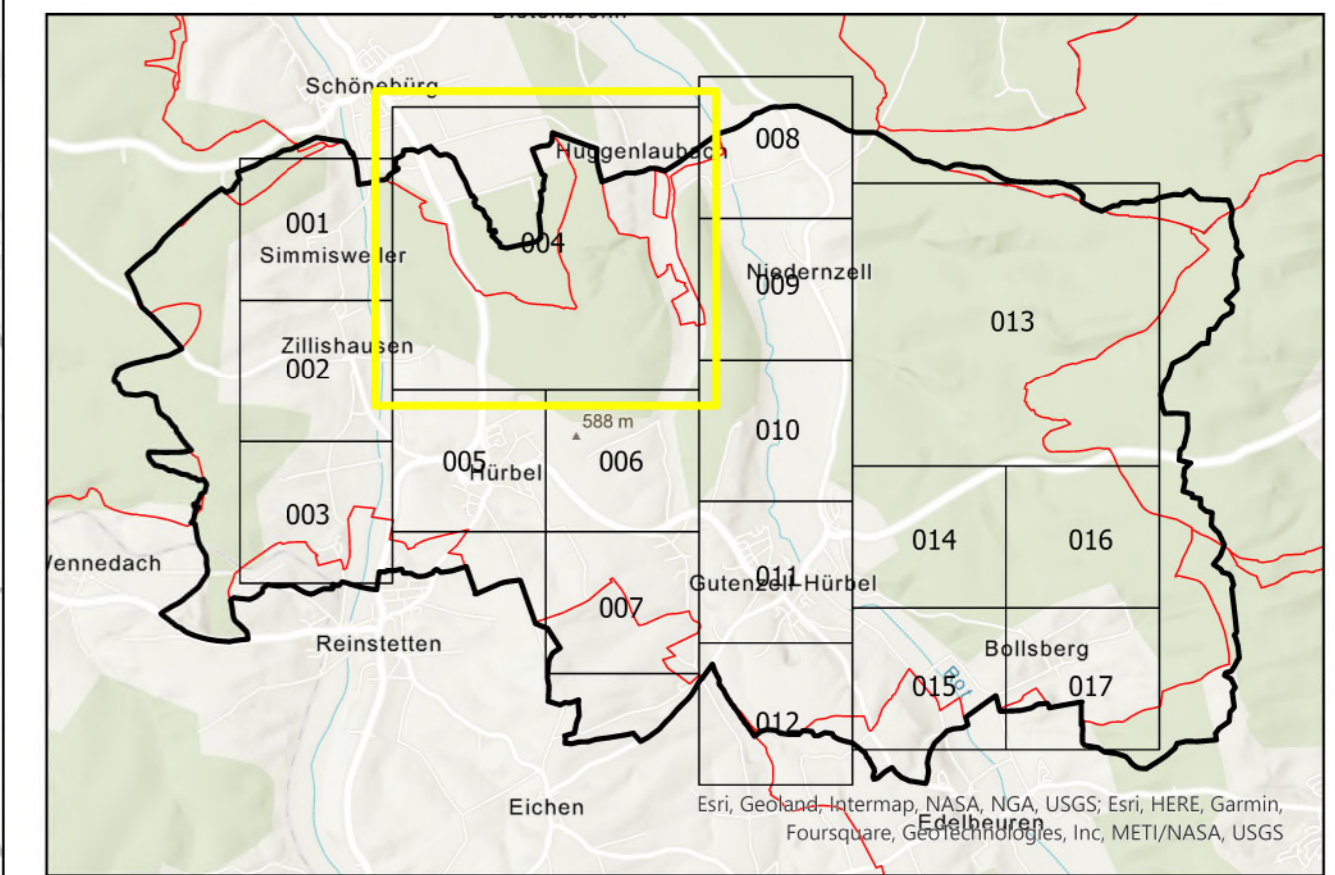 Schönebürg
Huggenlaubach
008
001
Simmisweiler
004
Niedernzell
009
013
Zillishausen
002
588 m
010
005
Hürbel
006
003
014
016
Wennedach
Gutenzell-Hürbel
011
007
Reinstetten
Bollsberg
015
Rot
017
012
Eichen
Esri, Geoland, Intermap, NASA, NGA, USGS; Esri, HERE, Garmin,
Edelbeuren
Foursquare, GeoTechnologies, Inc, METI/NASA, USGS